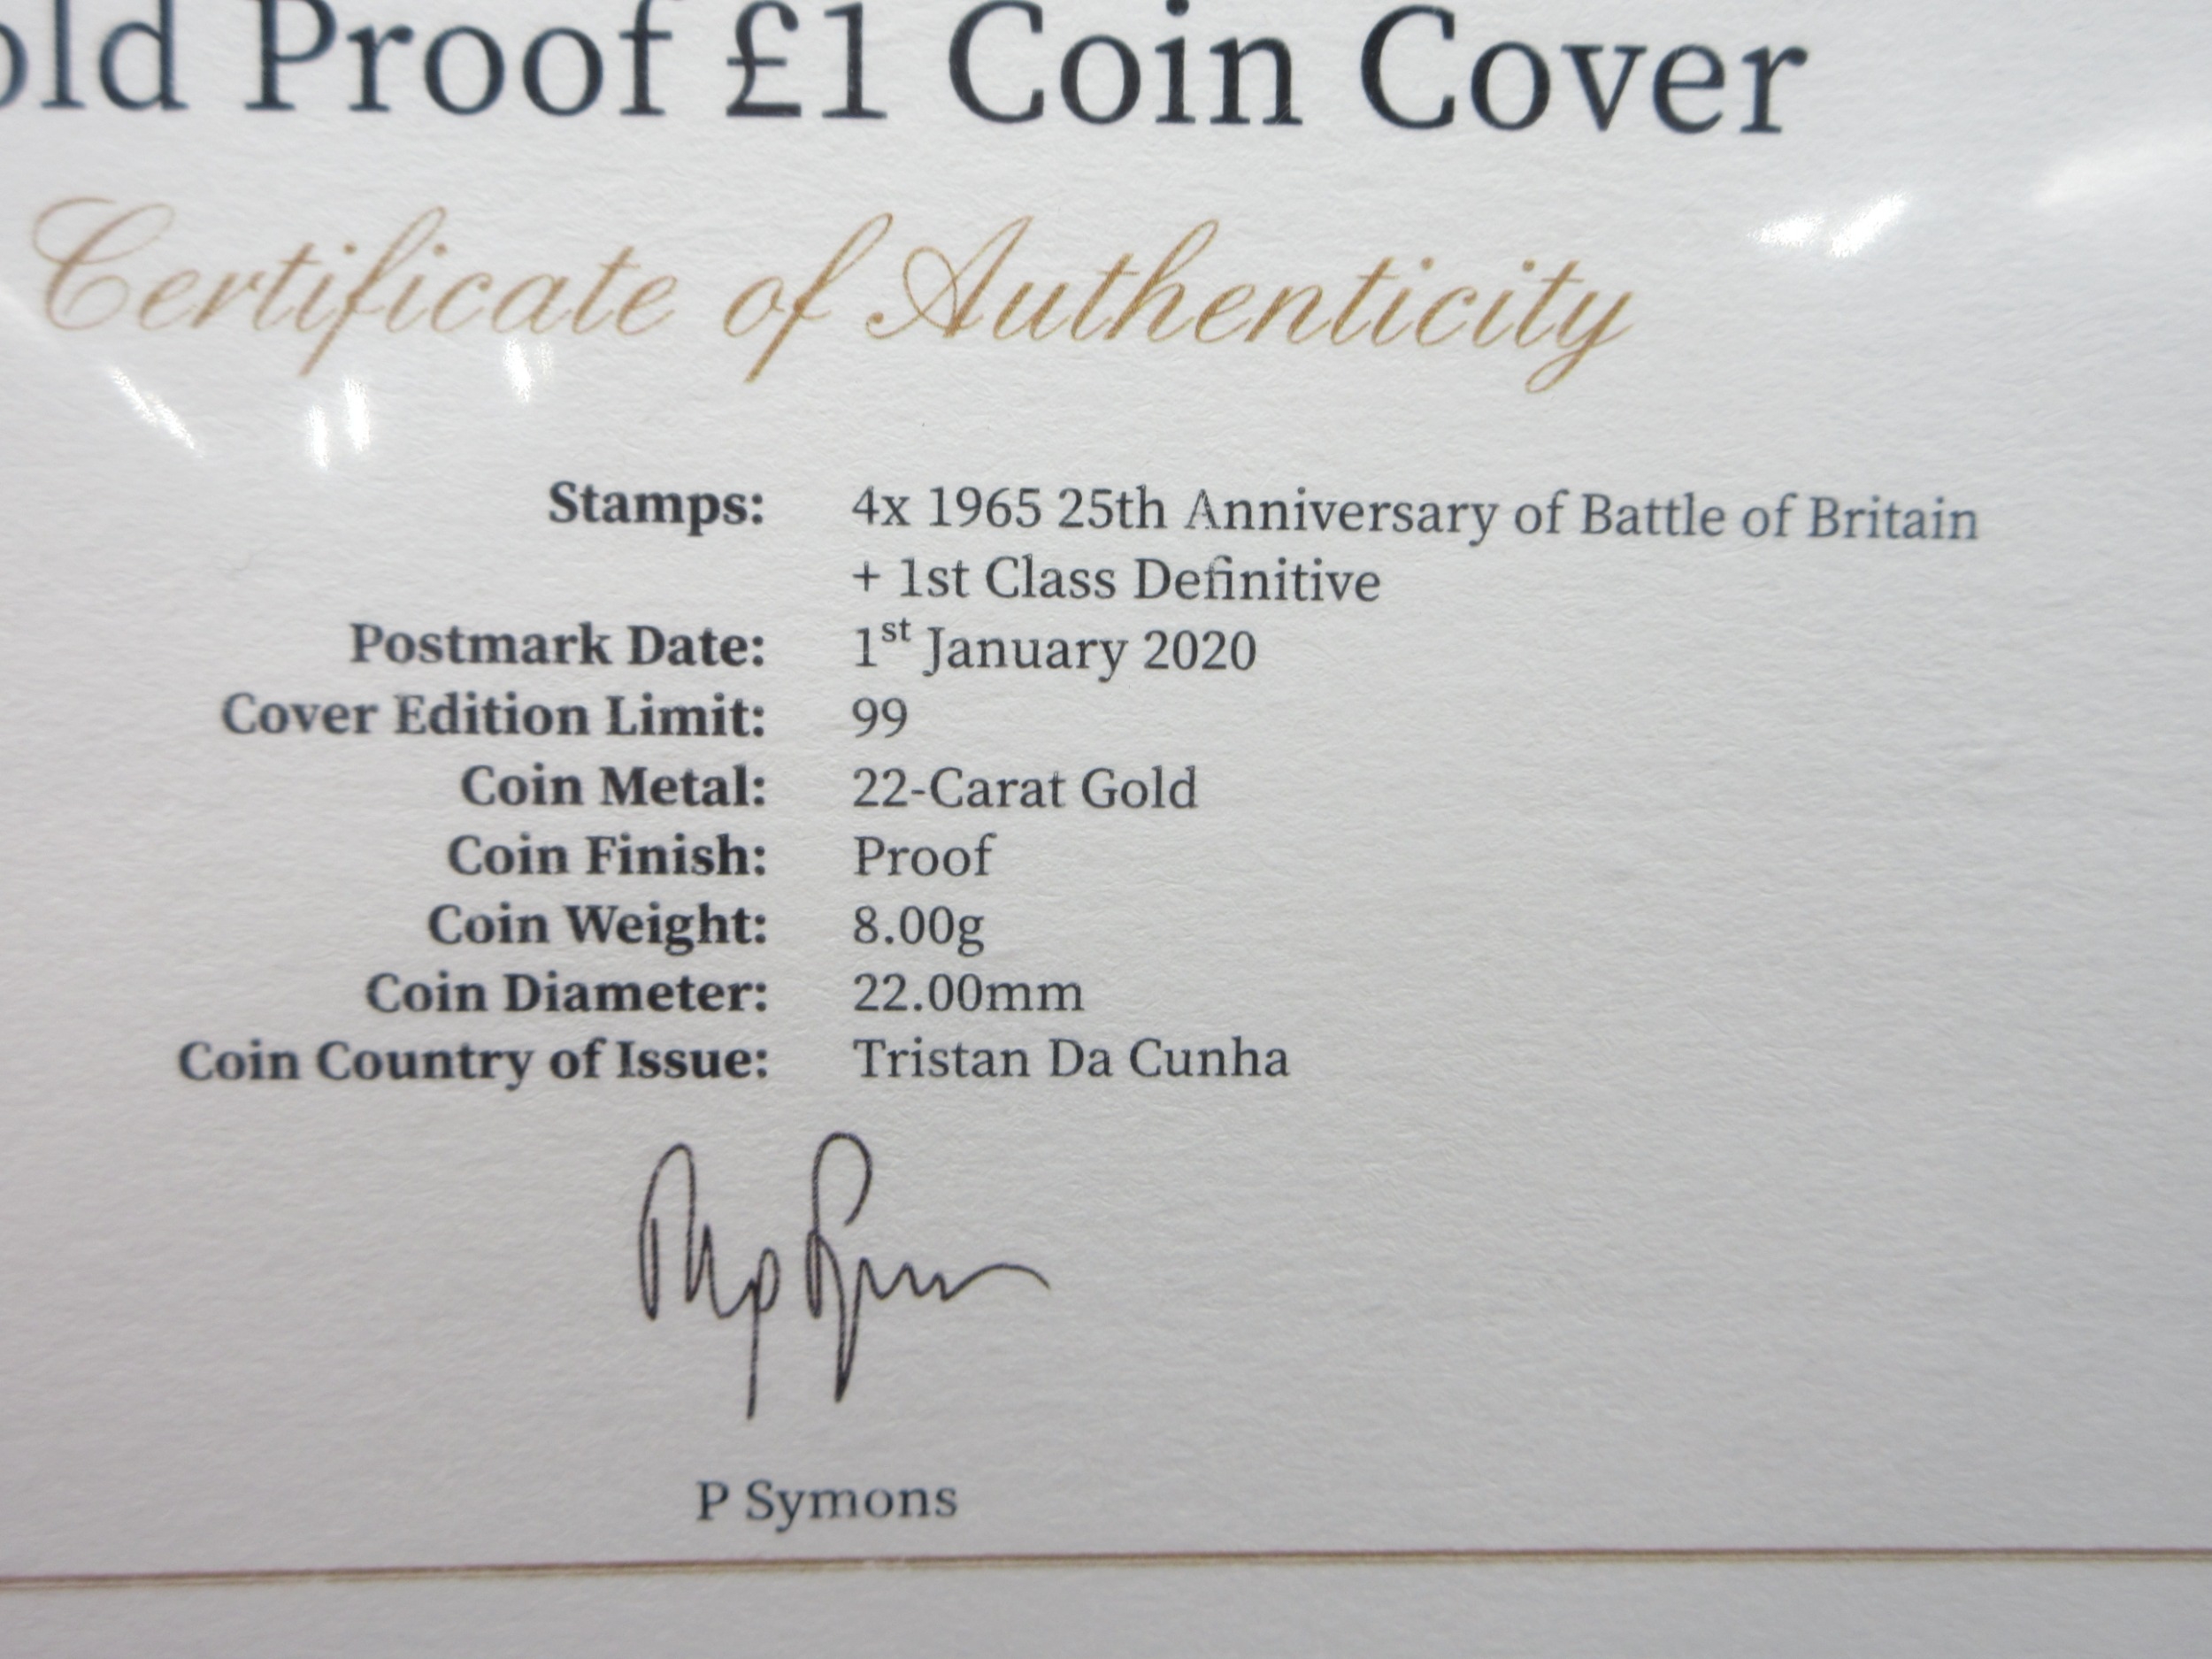 old Proof £1 Coin Cover
Certificate of Authenticity
Stamps: 4x 1965 25th Anniversary of Battle of Britain
+ 1st Class Definitive
Postmark Date: 1st January 2020
Cover Edition Limit: 99
Coin Metal: 22-Carat Gold
Coin Finish: Proof
Coin Weight: 8.00g
Coin Diameter: 22.00mm
Coin Country of Issue: Tristan Da Cunha
P Symons